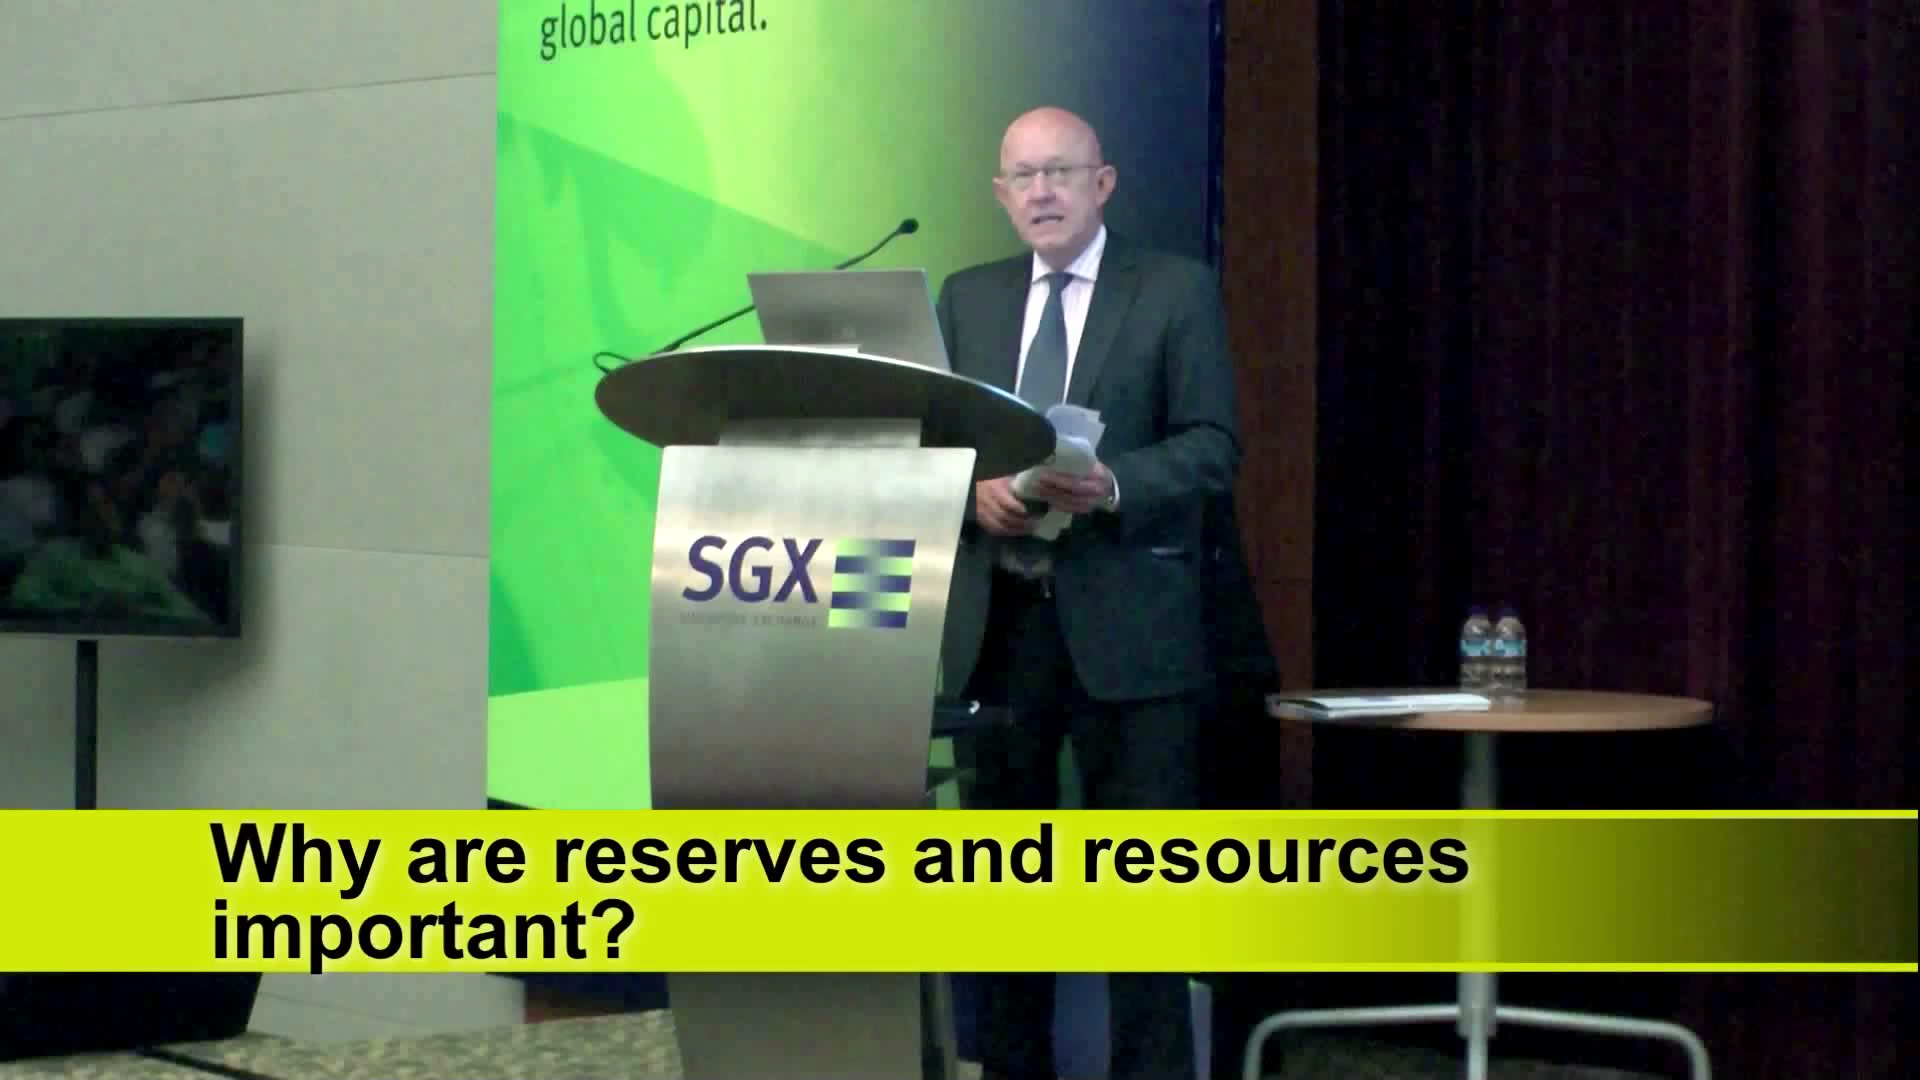 global capital.
SGX
Why are reserves and resources
important?